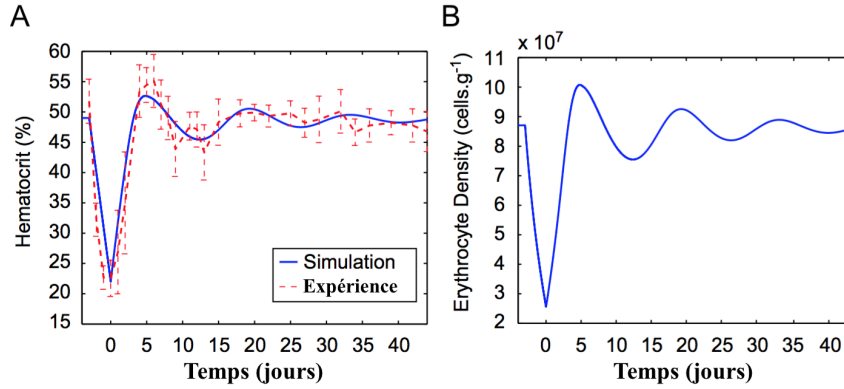 A
Hematocrit (%)
60
55
50
45
40
35
30
25
20
15
0 5 10 15 20 25 30 35 40
Temps (jours)
Simulation
Expérience
B
x 10⁷
Erythrocyte Density (cells,g⁻¹)
11
10
9
8
7
6
5
4
3
2
0 5 10 15 20 25 30 35 40
Temps (jours)